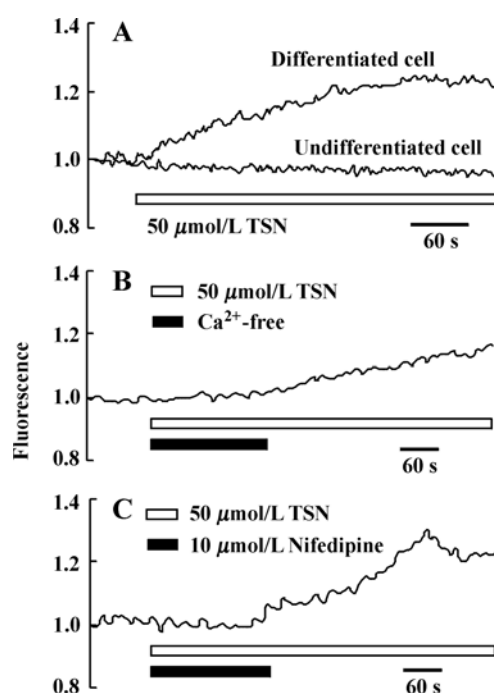 A
1.4
Differentiated cell
1.2
Undifferentiated cell
1.0
0.8
50 μmol/L TSN
60 s
B
1.4
50 μmol/L TSN
Ca²⁺-free
1.2
1.0
0.8
60 s
Fluorescence
C
1.4
50 μmol/L TSN
10 μmol/L Nifedipine
1.2
1.0
0.8
60 s